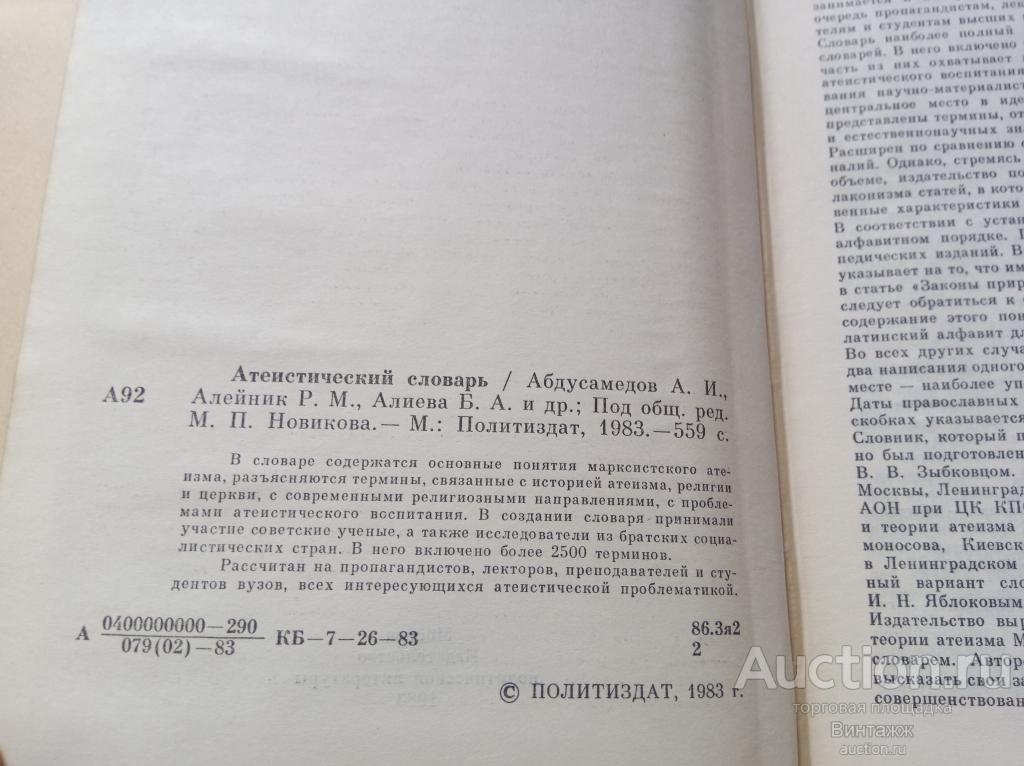 Атеистический словарь / Абдусамедов А. И.,
А92
Алейник Р. М., Алиева Б. А. и др.; Под общ. ред.
М. П. Новикова.— М.: Политиздат, 1983.—559 с.
В словаре содержатся основные понятия марксистского ате-
изма, разъясняются термины, связанные с историей атеизма, религии
и церкви, с современными религиозными направлениями, с пробле-
мами атеистического воспитания. В создании словаря принимали
участие советские ученые, а также исследователи из братских социа-
листических стран. В него включено более 2500 терминов.
Рассчитан на пропагандистов, лекторов, преподавателей и сту-
дентов вузов, всех интересующихся атеистической проблематикой.
А 0400000000—290 КБ—7—26—83 86.3я2
079(02)—83 2
© ПОЛИТИЗДАТ, 1983 г.
занимается
очередь пропагандистам,
телям и студентам высших
Словарь наиболее полный
словарей. В него включено
часть из них охватывает
атеистического воспитания
вания научно-материалист
центральное место в иде
представлены термины, от
и естественнонаучных зн
Расширен по сравнению
налий. Однако, стремясь
объеме, издательство по
лаконизма статей, в кото
венные характеристики
В соответствии с устан
алфавитном порядке.
педических изданий. В
указывает на то, что им
в статье «Законы прир
следует обратиться к
содержание этого пон
латинский алфавит дл
Во всех других случа
два написания одного
месте — наиболее уп
Даты православных
скобках указывается
Словник, который п
но был подготовлен
В. В. Зыбковцом.
Москвы, Ленинград
АОН при ЦК КПС
и теории атеизма
моносова, Киевск
в Ленинградском
ный вариант слов
И. Н. Яблоковым.
Издательство выр
теории атеизма М
словарем. Авторо
высказать свои за
совершенствован
Auction.ru
торговая площадка
Винтажж
auction.ru